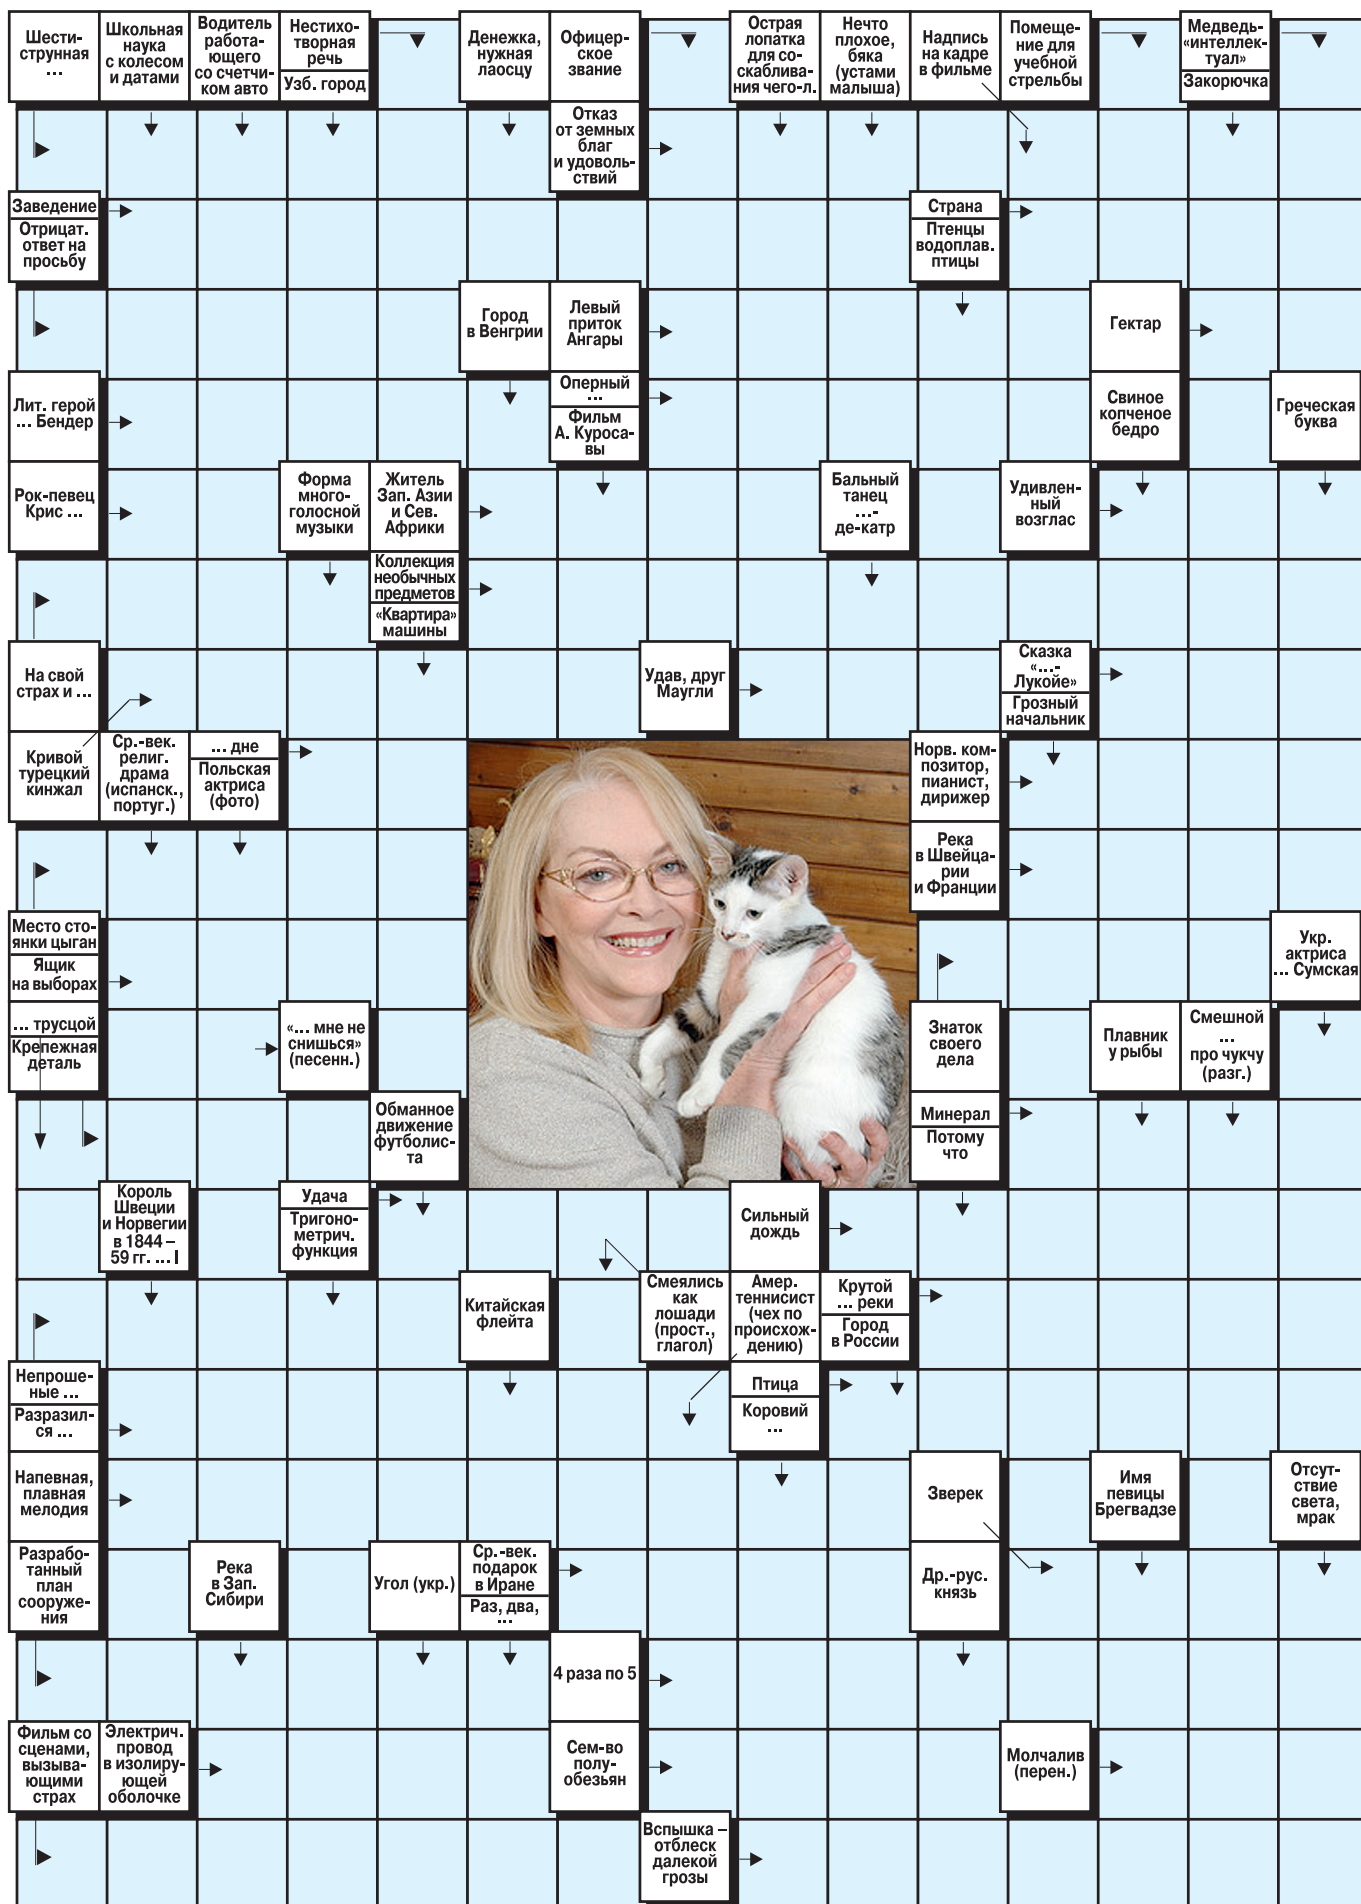 Шести-
струнная
...
Школьная
наука
с колесом
и датами
Водитель
работа-
ющего
со счетчи-
ком авто
Нестихо-
творная
речь
Узб. город
Денежка,
нужная
лаосцу
Офицер-
ское
звание
Острая
лопатка
для со-
скаблива-
ния чего-л.
Нечто
плохое,
бяка
(устами
малыша)
Надпись
на кадре
в фильме
Помеще-
ние для
учебной
стрельбы
Медведь-
«интеллек-
туал»
Закорючка
Отказ
от земных
благ
и удоволь-
ствий
Заведение
Отрицат.
ответ на
просьбу
Страна
Птенцы
водоплав.
птицы
Город
в Венгрии
Левый
приток
Ангары
Гектар
Лит. герой
... Бендер
Оперный
...
Фильм
А. Куроса-
вы
Свиное
копченое
бедро
Греческая
буква
Рок-певец
Крис ...
Форма
много-
голосной
музыки
Житель
Зап. Азии
и Сев.
Африки
Бальный
танец
...-
де-катр
Удивлен-
ный
возглас
Коллекция
необычных
предметов
«Квартира»
машины
На свой
страх и ...
Удав, друг
Маугли
Сказка
«...-
Лукойе»
Грозный
начальник
Кривой
турецкий
кинжал
Ср.-век.
религ.
драма
(испанск.,
португ.)
... дне
Польская
актриса
(фото)
Норв. ком-
позитор,
пианист,
дирижер
Река
в Швейца-
рии
и Франции
Место сто-
янки цыган
Ящик
на выборах
Укр.
актриса
... Сумская
... трусцой
Крепежная
деталь
«... мне не
снишься»
(песенн.)
Знаток
своего
дела
Плавник
у рыбы
Смешной
...
про чукчу
(разг.)
Обманное
движение
футболис-
та
Минерал
Потому
что
Король
Швеции
и Норвегии
в 1844 –
59 гг. ... I
Удача
Тригоно-
метрич.
функция
Сильный
дождь
Китайская
флейта
Смеялись
как
лошади
(прост.,
глагол)
Амер.
теннисист
(чех по
происхож-
дению)
Крутой
... реки
Город
в России
Непроше-
ные ...
Разразил-
ся ...
Птица
Коровий
...
Напевная,
плавная
мелодия
Зверек
Имя
певицы
Брегвадзе
Отсут-
ствие
света,
мрак
Разрабо-
танный
план
сооруже-
ния
Река
в Зап.
Сибири
Угол (укр.)
Ср.-век.
подарок
в Иране
Раз, два,
...
Др.-рус.
князь
4 раза по 5
Фильм со
сценами,
вызыва-
ющими
страх
Электрич.
провод
в изолиру-
ющей
оболочке
Сем-во
полу-
обезьян
Молчалив
(перен.)
Вспышка –
отблеск
далекой
грозы